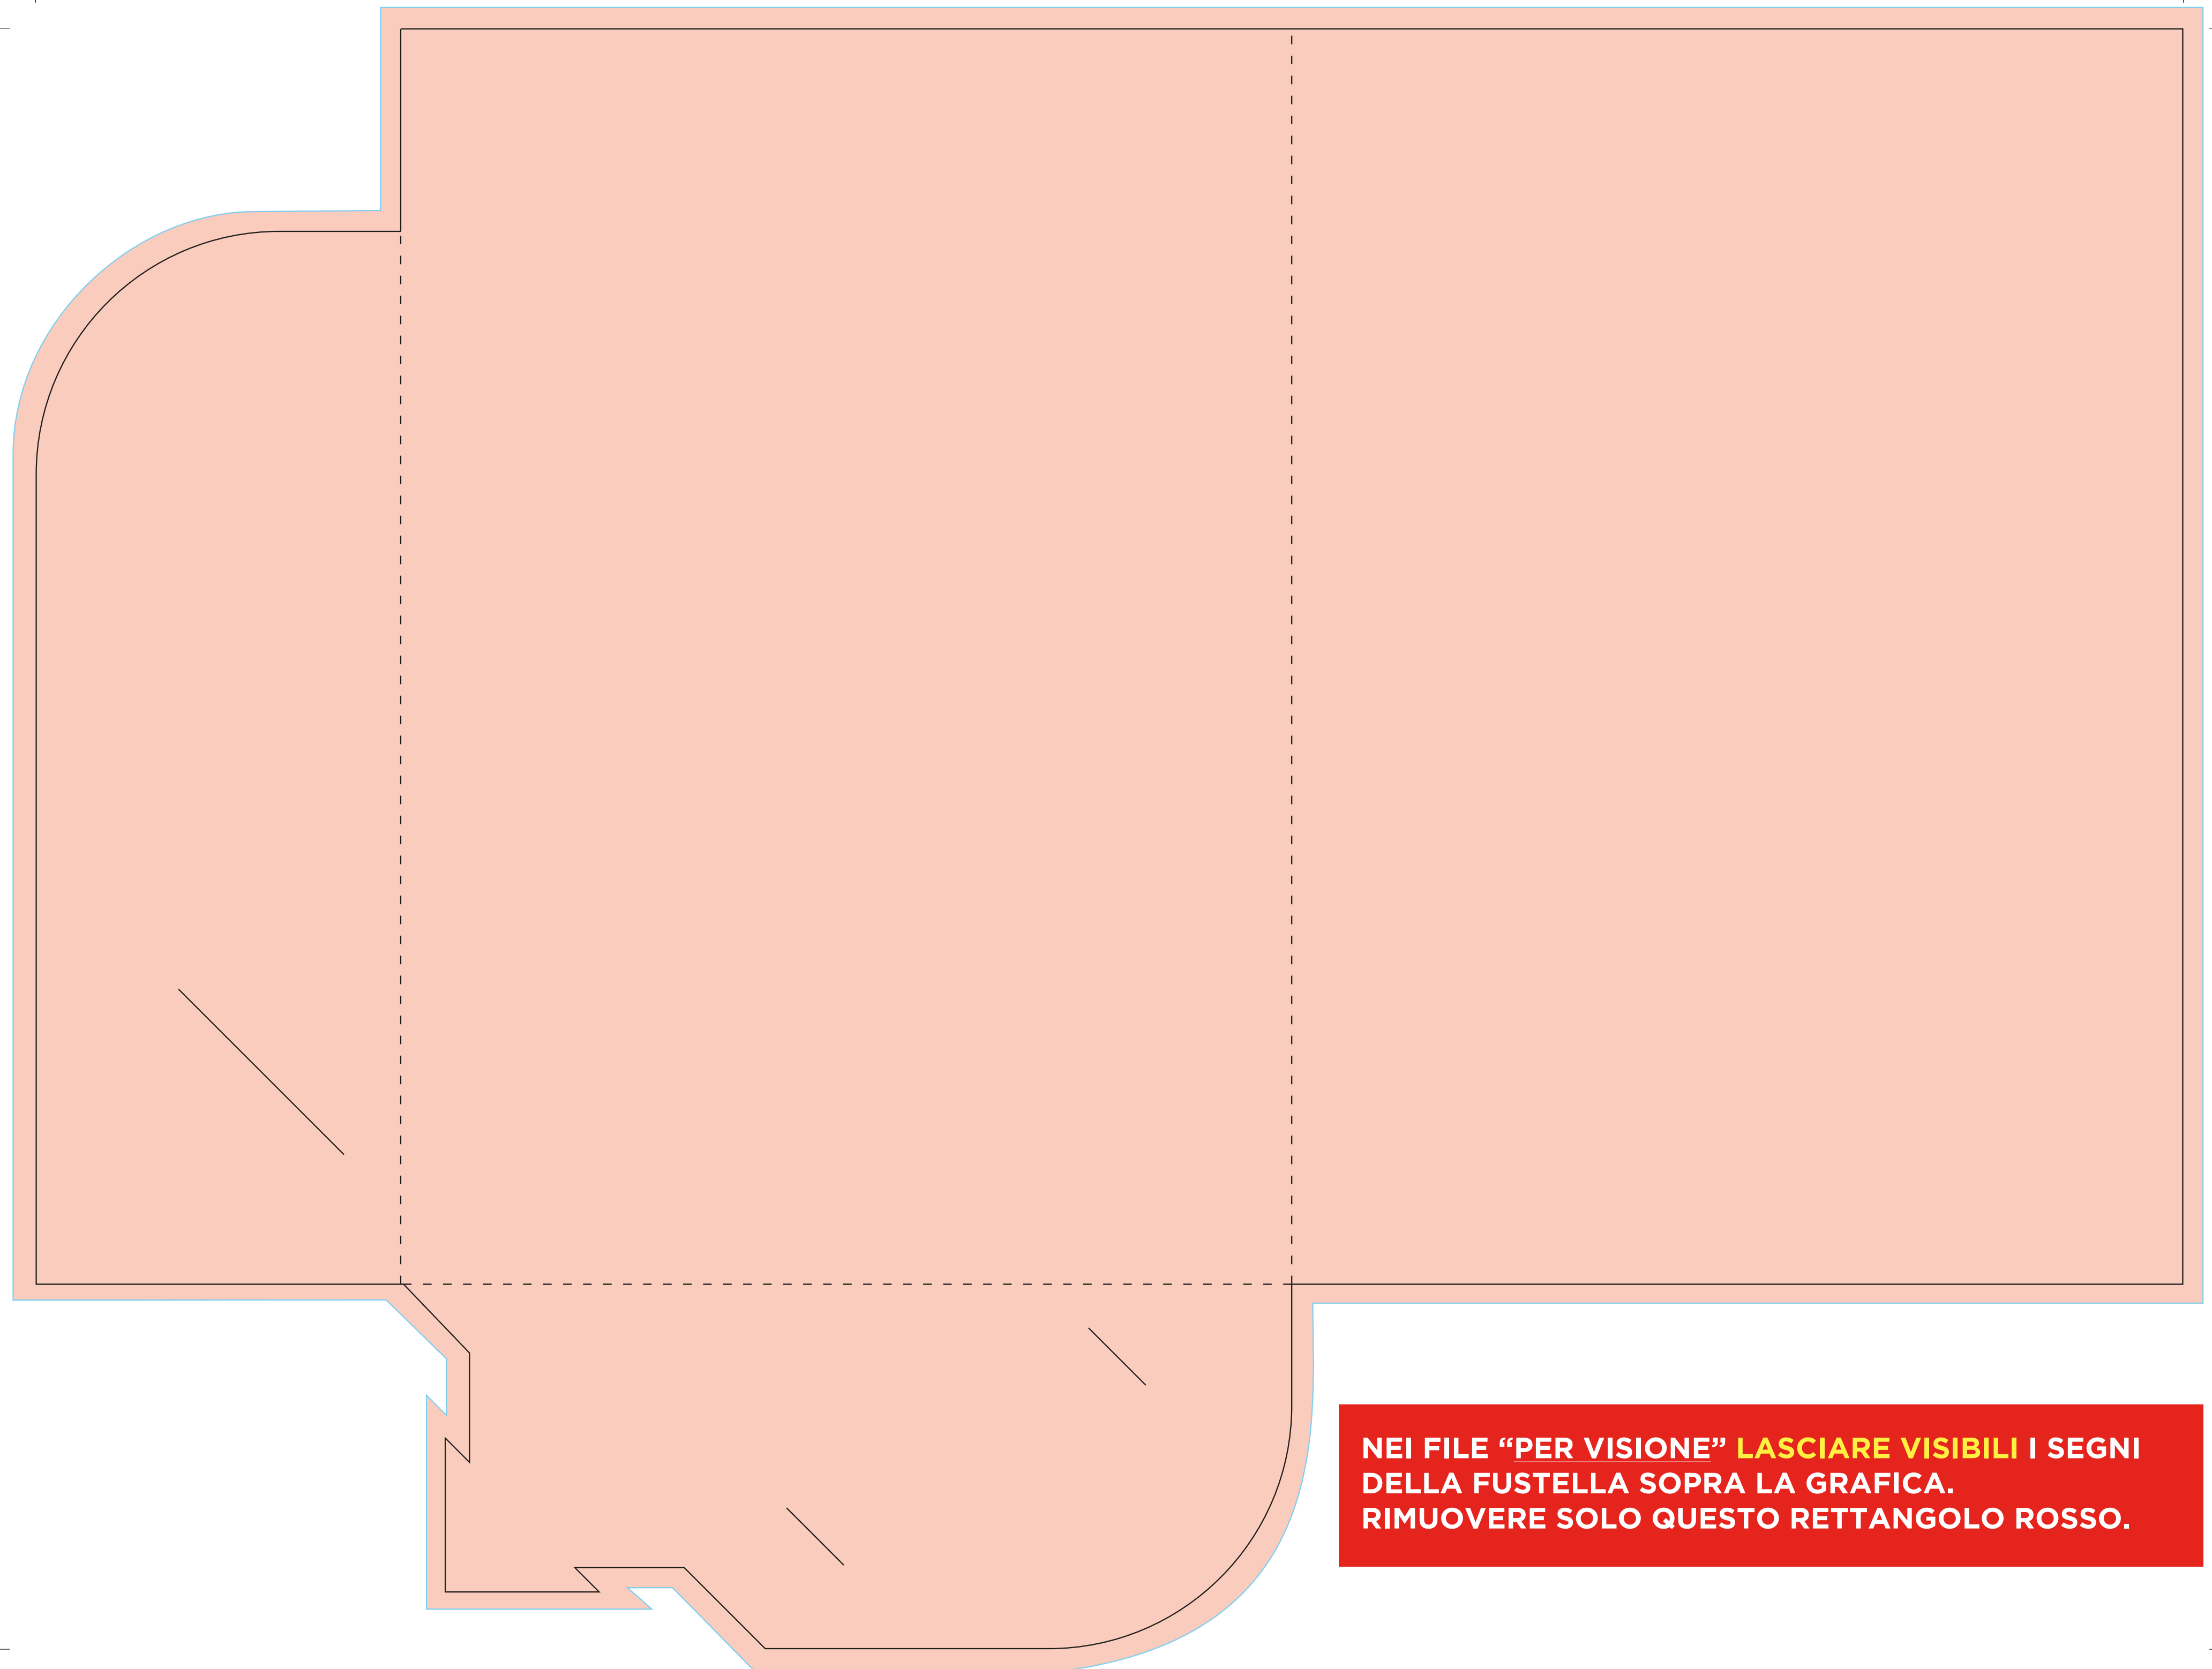 NEI FILE “PER VISIONE” LASCIARE VISIBILI I SEGNI
DELLA FUSTELLA SOPRA LA GRAFICA.
RIMUOVERE SOLO QUESTO RETTANGOLO ROSSO.